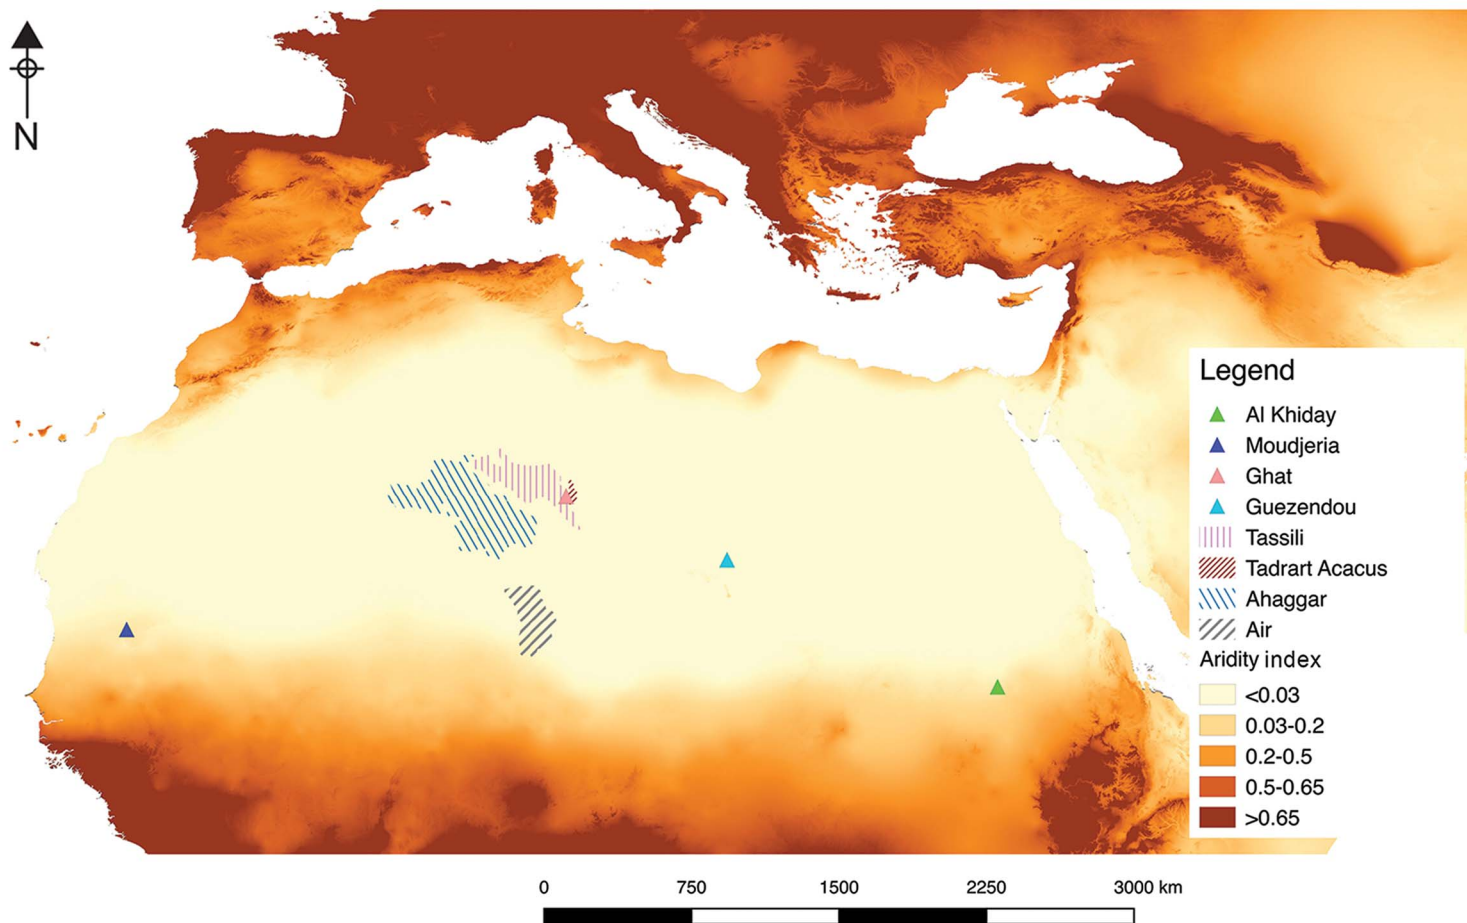 N
Legend
Al Khiday
Moudjeria
Ghat
Guezendou
Tassili
Tadrart Acacus
Ahaggar
Air
Aridity index
<0.03
0.03-0.2
0.2-0.5
0.5-0.65
>0.65
0 750 1500 2250 3000 km